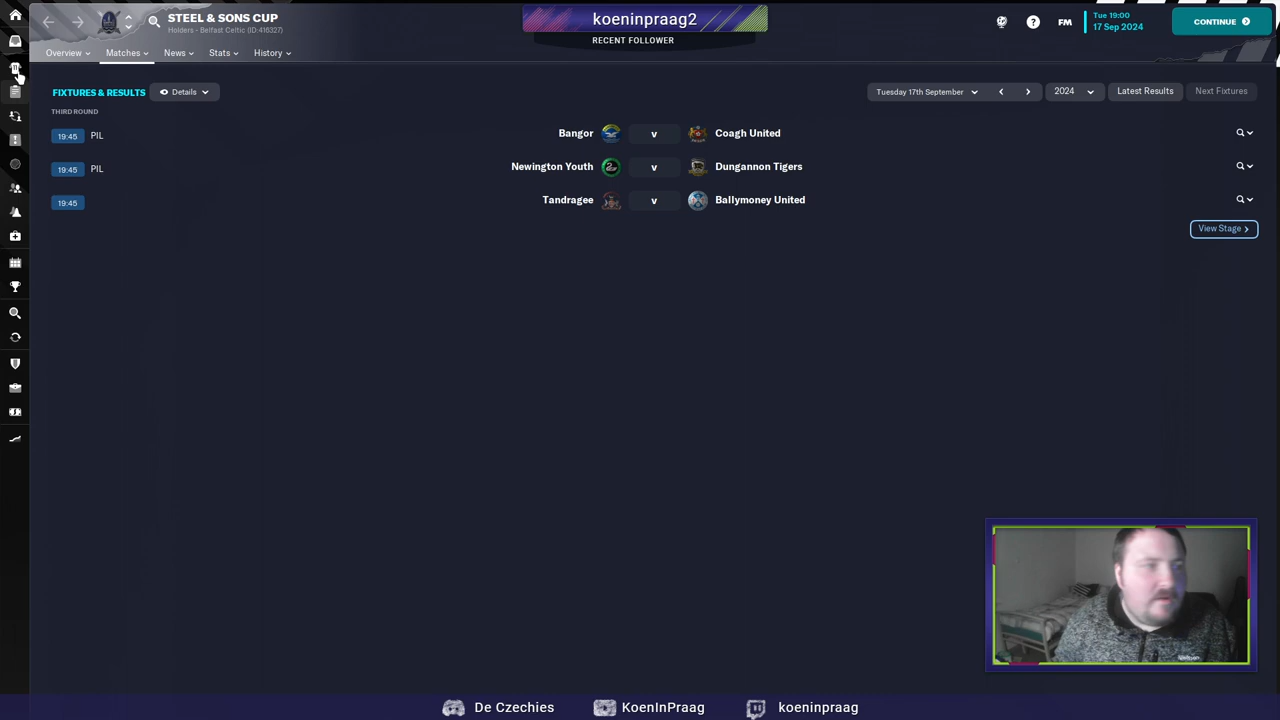 STEEL & SONS CUP
Holders - Belfast Celtic (ID:415327)
koeninpraag2
RECENT FOLLOWER
FM
Tue 19:00
17 Sep 2024
CONTINUE
Overview
Matches
News
Stats
History
FIXTURES & RESULTS
Details
Tuesday 17th September
2024
Latest Results
Next Fixtures
THIRD ROUND
19:45 PIL Bangor v Coagh United
19:45 PIL Newington Youth v Dungannon Tigers
19:45 Tandragee v Ballymoney United
View Stage
De Czechies
KoenInPraag
koeninpraag